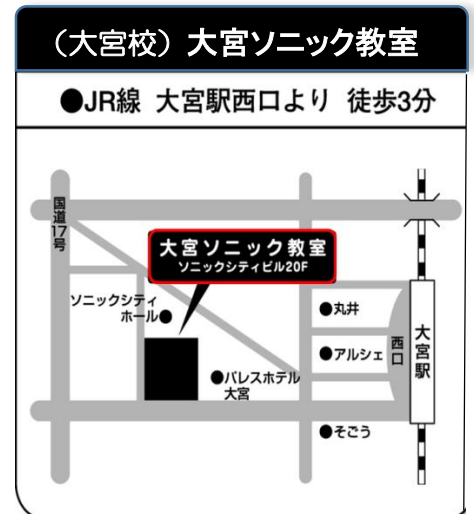 （大宮校）大宮ソニック教室
●JR線 大宮駅西口より 徒歩3分
国道17号
大宮ソニック教室
ソニックシティビル20F
ソニックシティ
ホール●
●丸井
●アルシェ
西口
大宮駅
●パレスホテル
大宮
●そごう